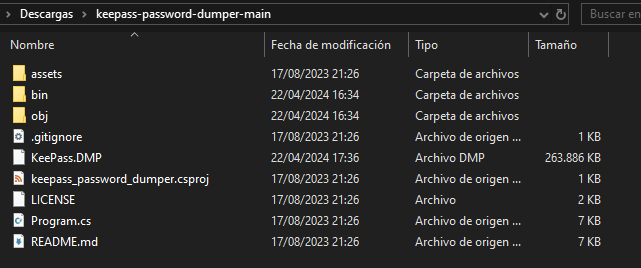 Descargas > keepass-password-dumper-main
Buscar en
Nombre Fecha de modificación Tipo Tamaño
assets 17/08/2023 21:26 Carpeta de archivos
bin 22/04/2024 16:34 Carpeta de archivos
obj 22/04/2024 16:34 Carpeta de archivos
.gitignore 17/08/2023 21:26 Archivo de origen ... 1 KB
KeePass.DMP 22/04/2024 17:36 Archivo DMP 263.886 KB
keepass_password_dumper.csproj 17/08/2023 21:26 Archivo de origen ... 1 KB
LICENSE 17/08/2023 21:26 Archivo 2 KB
Program.cs 17/08/2023 21:26 Archivo de origen ... 7 KB
README.md 17/08/2023 21:26 Archivo de origen ... 7 KB